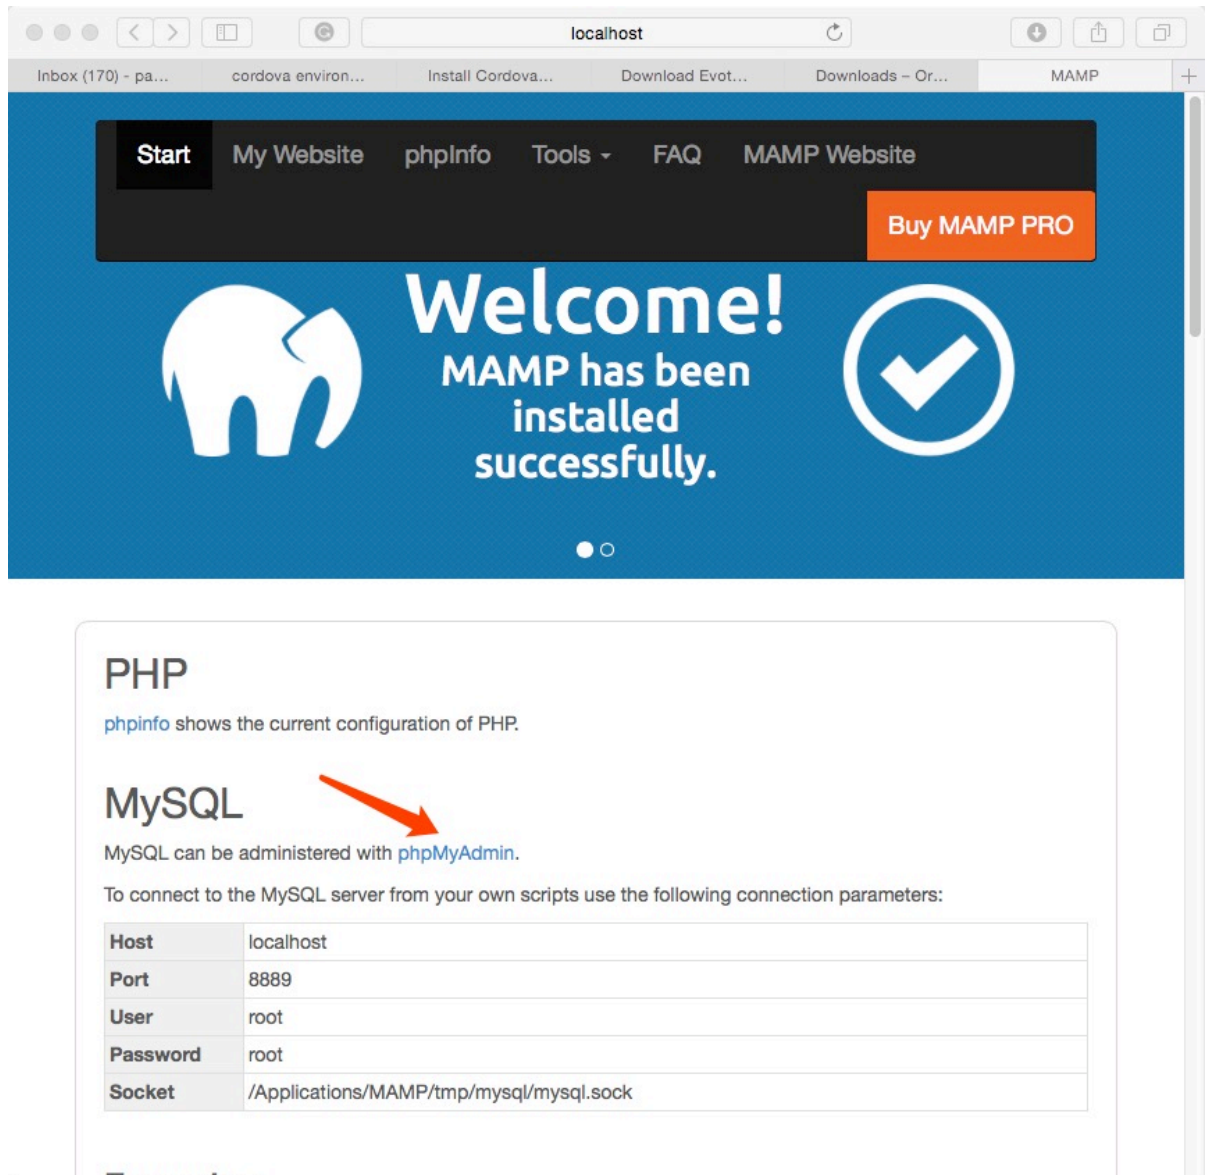 localhost
Inbox (170) - pa...
cordova environ...
Install Cordova...
Download Evot...
Downloads – Or...
MAMP
Start
My Website
phpInfo
Tools
FAQ
MAMP Website
Buy MAMP PRO
Welcome!
MAMP has been
installed
successfully.
PHP
phpinfo shows the current configuration of PHP.
MySQL
MySQL can be administered with phpMyAdmin.
To connect to the MySQL server from your own scripts use the following connection parameters:
Host localhost
Port 8889
User root
Password root
Socket /Applications/MAMP/tmp/mysql/mysql.sock